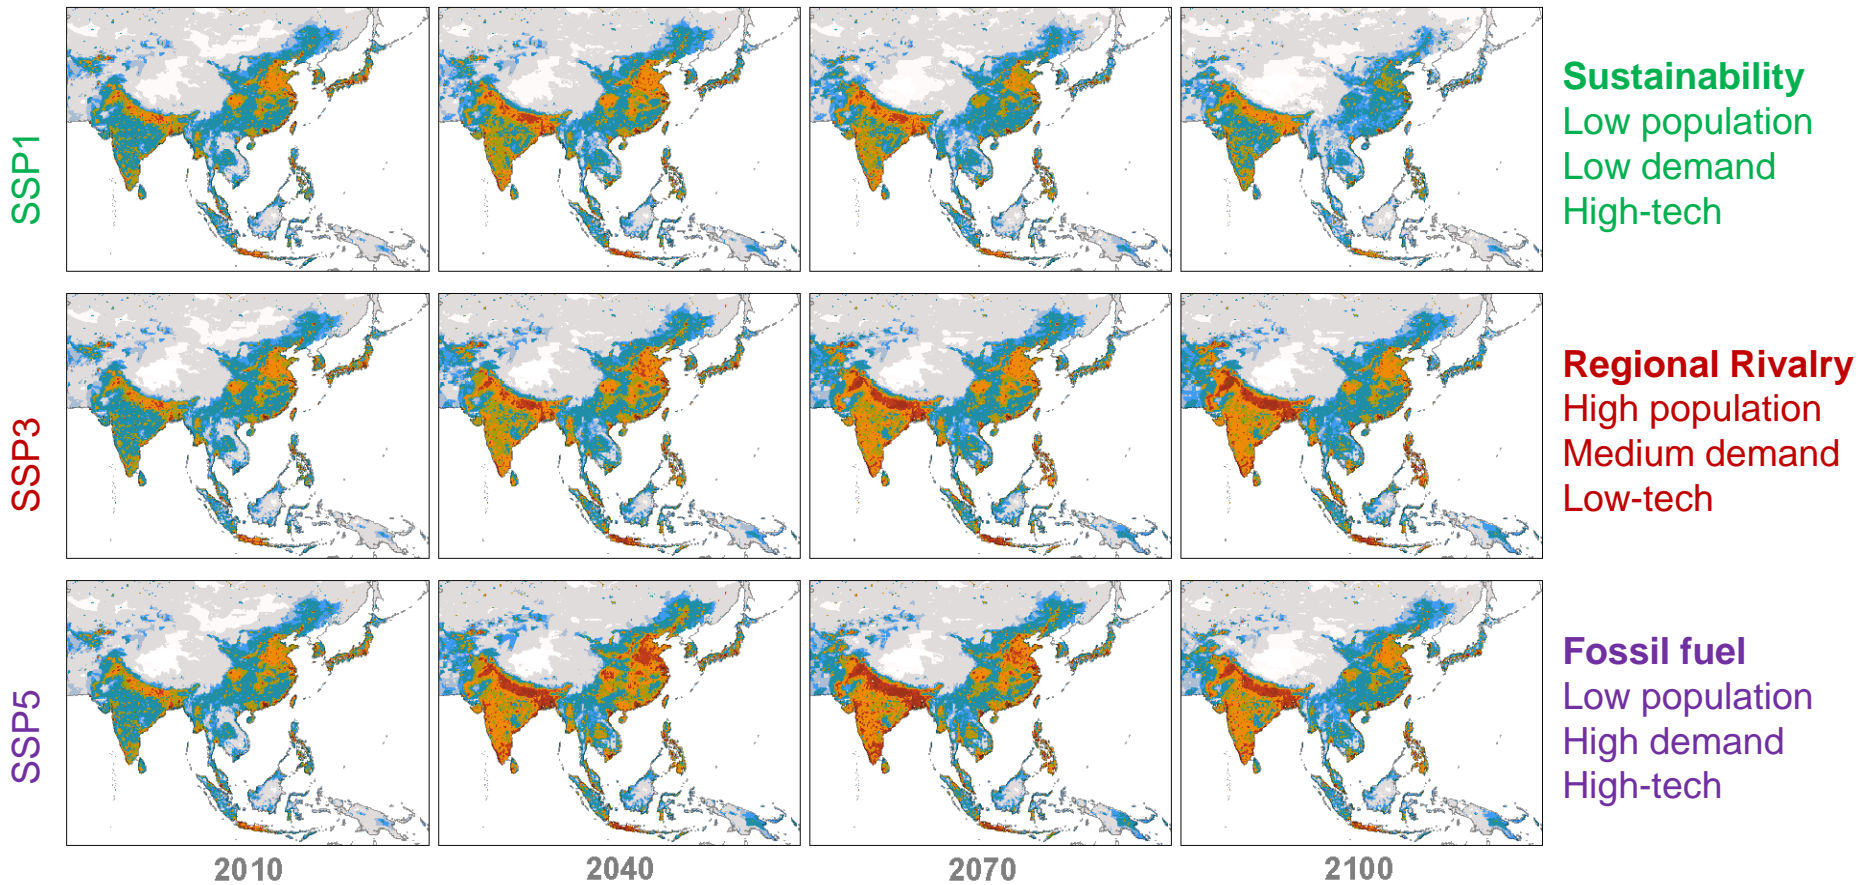 SSP1
Sustainability
Low population
Low demand
High-tech
SSP3
Regional Rivalry
High population
Medium demand
Low-tech
SSP5
Fossil fuel
Low population
High demand
High-tech
2010
2040
2070
2100